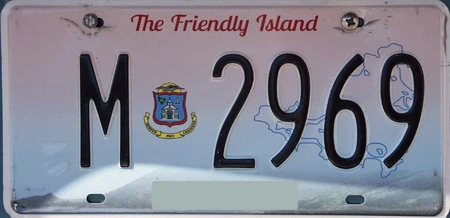 The Friendly Island
M 2969